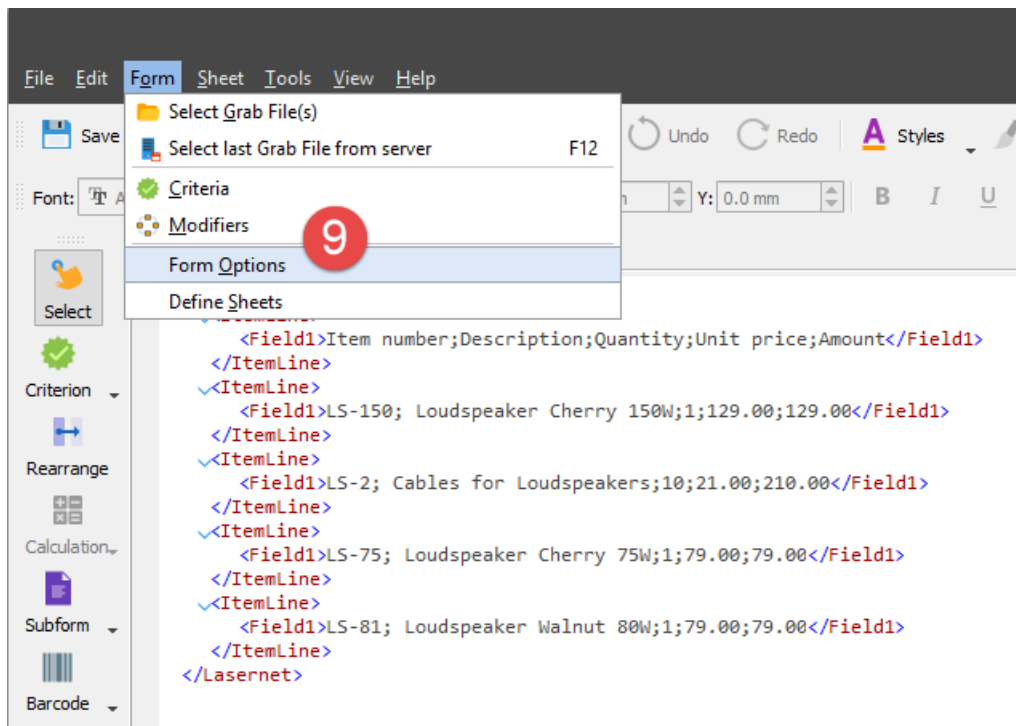 File Edit Form Sheet Tools View Help
Select Grab File(s)
Save Select last Grab File from server F12 Undo Redo A Styles
Criteria
Font: Y: 0.0 mm B I U
Modifiers
9
Form Options
Select Define Sheets
<Field1>Item number;Description;Quantity;Unit price;Amount</Field1>
</ItemLine>
Criterion <ItemLine>
<Field1>LS-150; Loudspeaker Cherry 150W;1;129.00;129.00</Field1>
</ItemLine>
<ItemLine>
Rearrange
<Field1>LS-2; Cables for Loudspeakers;10;21.00;210.00</Field1>
</ItemLine>
<ItemLine>
Calculation
<Field1>LS-75; Loudspeaker Cherry 75W;1;79.00;79.00</Field1>
</ItemLine>
<ItemLine>
Subform <Field1>LS-81; Loudspeaker Walnut 80W;1;79.00;79.00</Field1>
</ItemLine>
</Lasernet>
Barcode